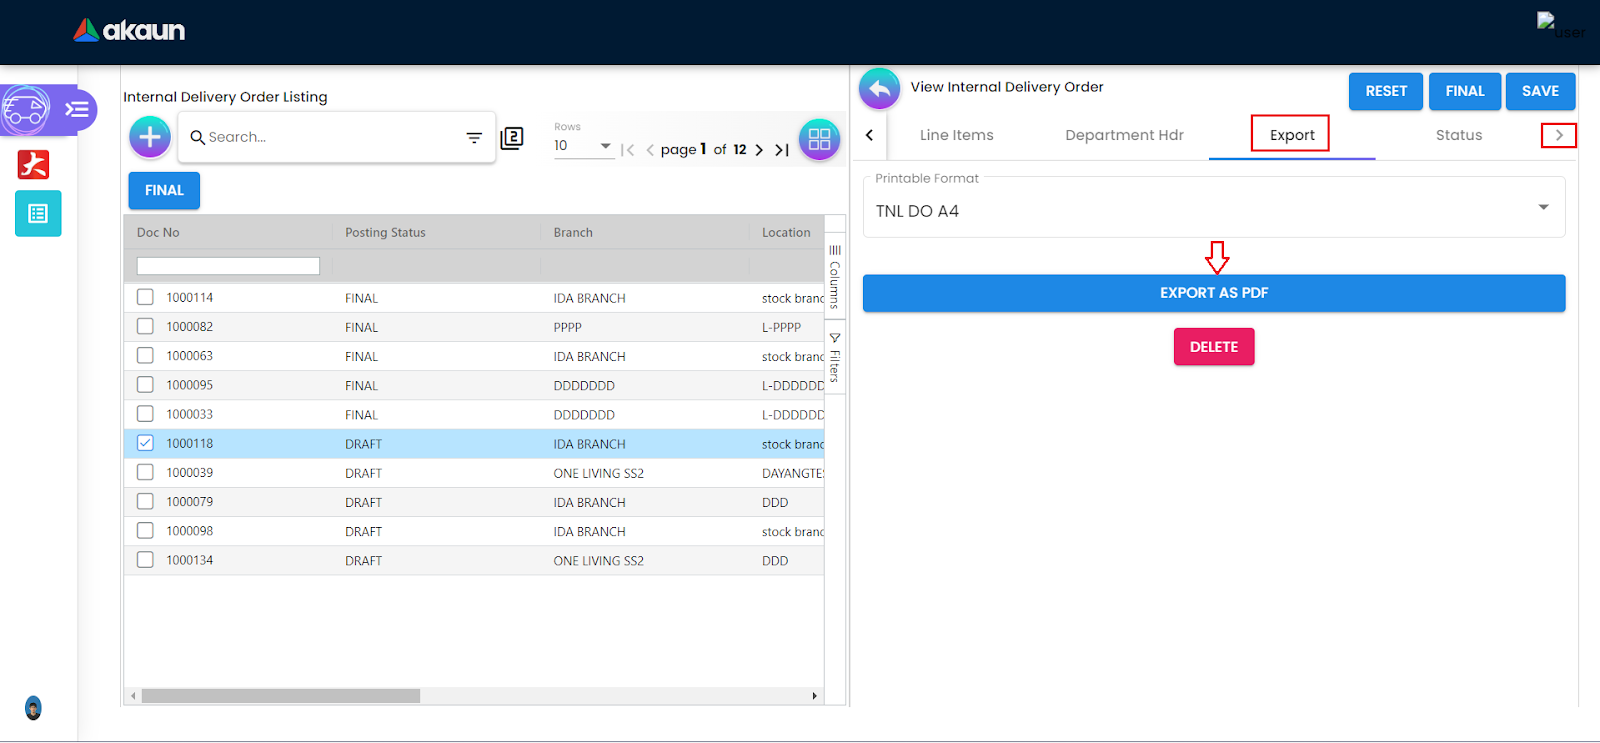 akaun
user
Internal Delivery Order Listing
Search...
2
Rows
10
page 1 of 12
FINAL
Doc No Posting Status Branch Location
1000114 FINAL IDA BRANCH stock branc
1000082 FINAL PPPP L-PPPP
1000063 FINAL IDA BRANCH stock branc
1000095 FINAL DDDDDDD L-DDDDDD
1000033 FINAL DDDDDDD L-DDDDDD
1000118 DRAFT IDA BRANCH stock branc
1000039 DRAFT ONE LIVING SS2 DAYANGTES
1000079 DRAFT IDA BRANCH DDD
1000098 DRAFT IDA BRANCH stock branc
1000134 DRAFT ONE LIVING SS2 DDD
Columns
Filters
View Internal Delivery Order
RESET FINAL SAVE
Line Items Department Hdr Export Status
Printable Format
TNL DO A4
EXPORT AS PDF
DELETE